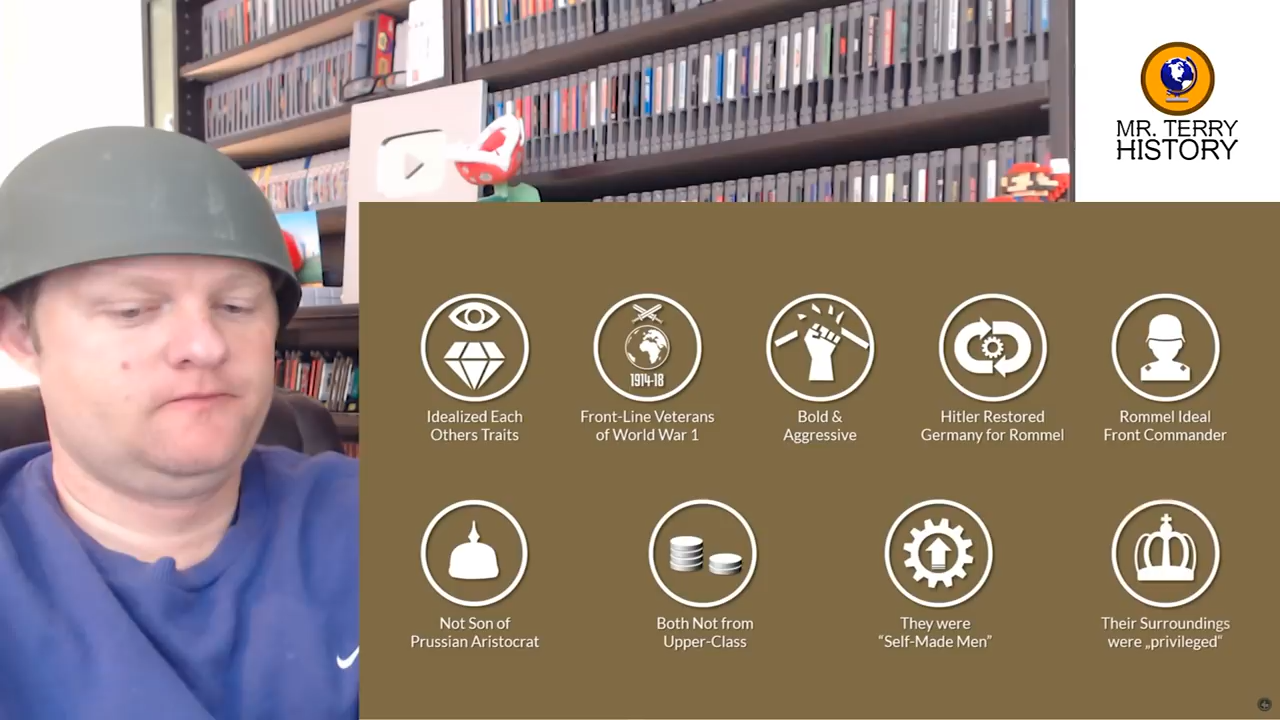 MR. TERRY
HISTORY
1914-18
Idealized Each
Others Traits
Front-Line Veterans
of World War 1
Bold &
Aggressive
Hitler Restored
Germany for Rommel
Rommel Ideal
Front Commander
Not Son of
Prussian Aristocrat
Both Not from
Upper-Class
They were
“Self-Made Men”
Their Surroundings
were „privileged“